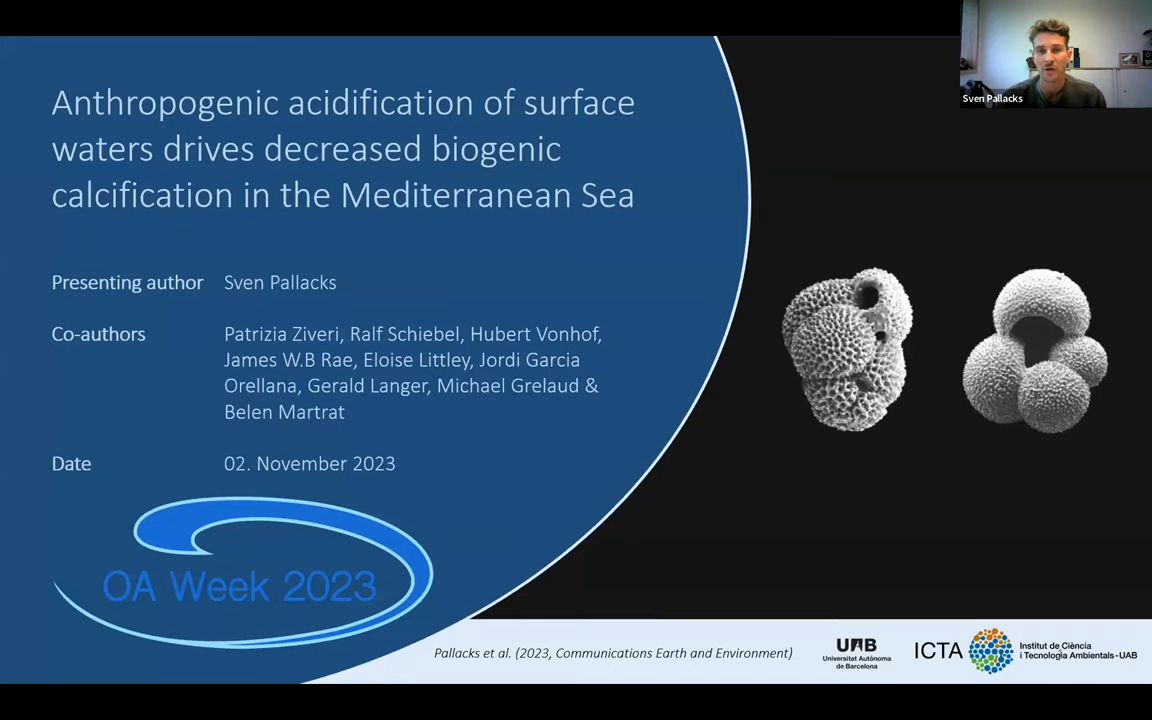 Sven Pallacks
Anthropogenic acidification of surface
waters drives decreased biogenic
calcification in the Mediterranean Sea
Presenting author Sven Pallacks
Co-authors Patrizia Ziveri, Ralf Schiebel, Hubert Vonhof,
James W.B Rae, Eloise Littley, Jordi Garcia
Orellana, Gerald Langer, Michael Grelaud &
Belen Martrat
Date 02. November 2023
OA Week 2023
Pallacks et al. (2023, Communications Earth and Environment)
UAB
Universitat Autònoma
de Barcelona
ICTA
Institut de Ciència
i Tecnologia Ambientals-UAB